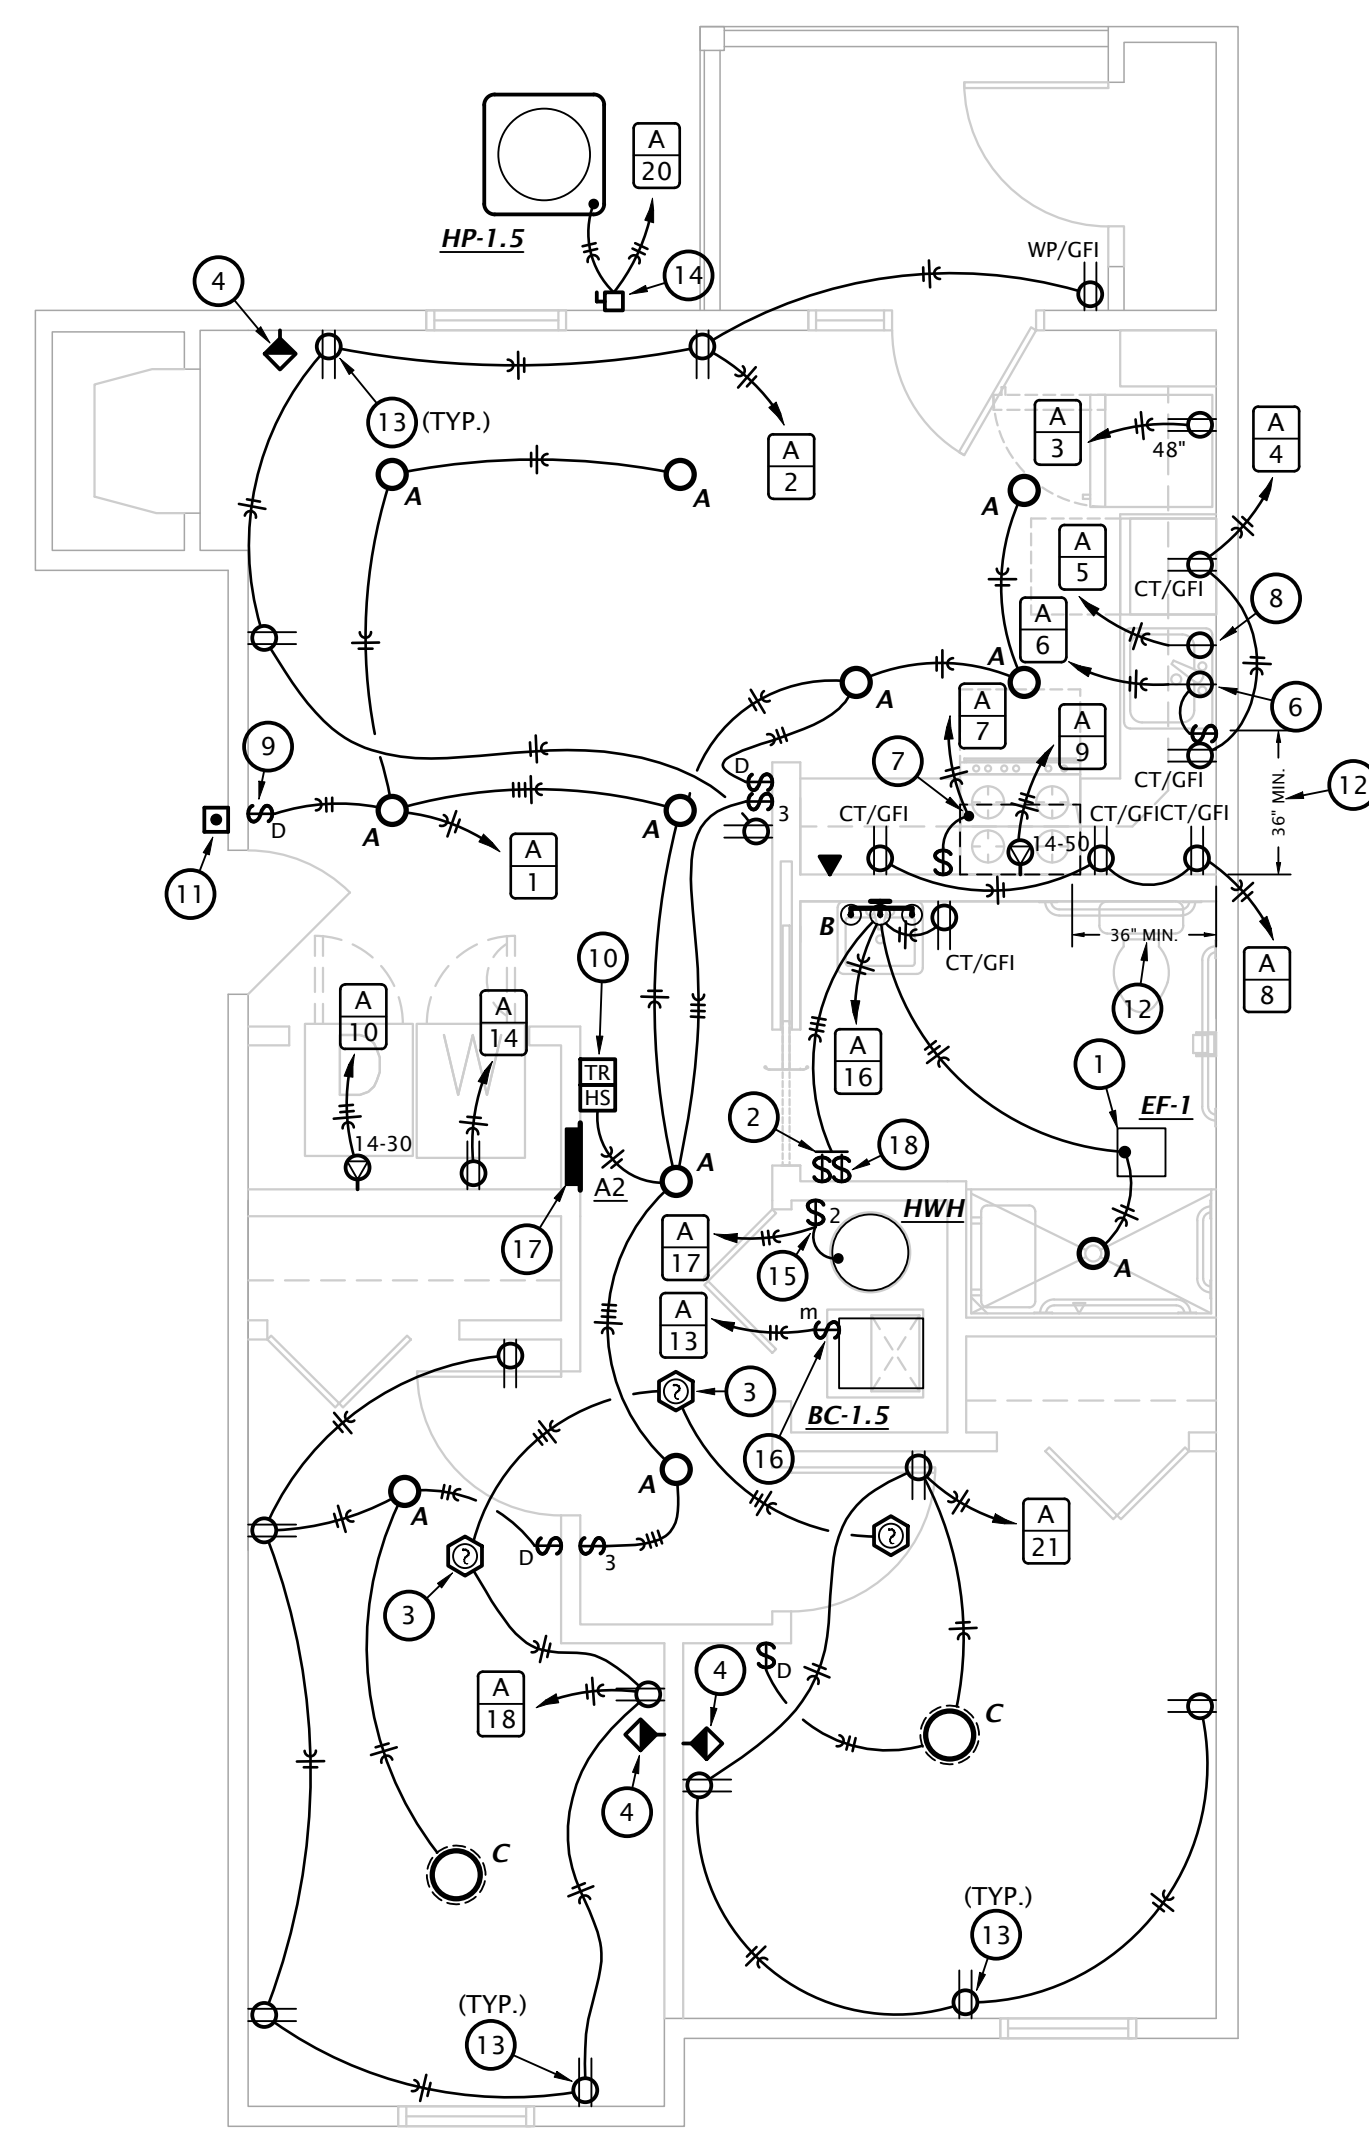 A
20
HP-1.5
14
WP/GFI
4
13 (TYP.)
A
2
A
3
48"
A
4
A
A
A
A
5
CT/GFI
8
A
6
A
A
6
9
D
A
7
A
9
7
CT/GFI
12
36" MIN.
D
A
A
3
CT/GFI
CT/GFI
CT/GFI
14-50
11
A
1
B
36" MIN.
CT/GFI
10
A
8
12
A
10
A
14
D
W
A
16
1
TR
HS
EF-1
2
18
14-30
A
A2
HWH
2
A
17
17
15
A
A
13
m
3
BC-1.5
16
A
A
D
3
A
21
3
A
18
4
D
C
4
C
(TYP.)
13
(TYP.)
13